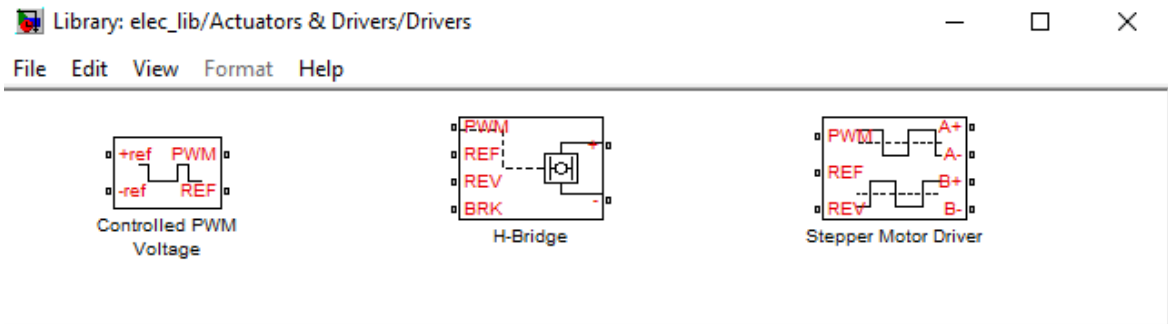 Library: elec_lib/Actuators & Drivers/Drivers
File Edit View Format Help
+ref PWM
-ref REF
Controlled PWM
Voltage
PWM
+
REF
REV
BRK -
H-Bridge
PWM A+
A-
REF
B+
REV B-
Stepper Motor Driver